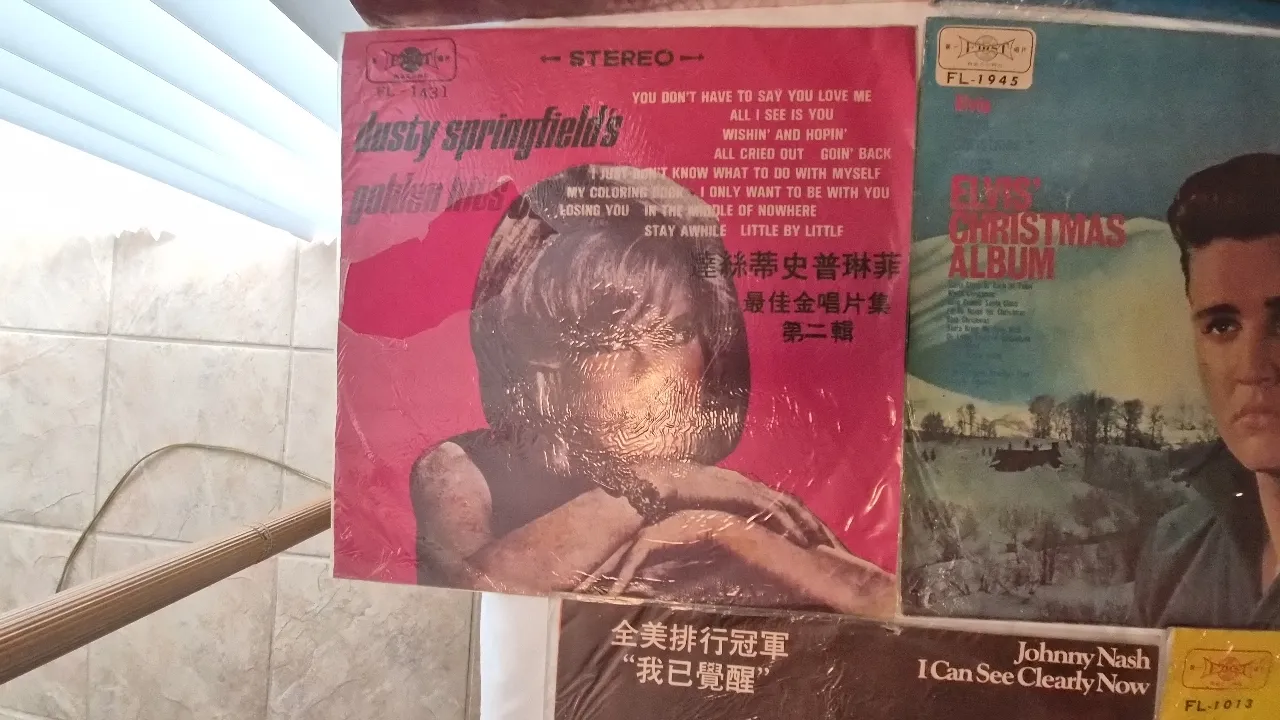 FIRST
FL-1431
← STEREO →
dusty springfield's
golden hits
YOU DON'T HAVE TO SAY YOU LOVE ME
ALL I SEE IS YOU
WISHIN' AND HOPIN'
ALL CRIED OUT GOIN' BACK
I JUST DON'T KNOW WHAT TO DO WITH MYSELF
MY COLORING BOOK · I ONLY WANT TO BE WITH YOU
LOSING YOU IN THE MIDDLE OF NOWHERE
STAY AWHILE LITTLE BY LITTLE
達絲蒂史普琳菲
最佳金唱片集
第二輯
FIRST
FL-1945
Elvis
ELVIS'
CHRISTMAS
ALBUM
全美排行冠軍
“我已覺醒”
Johnny Nash
I Can See Clearly Now
FIRST
FL-1013